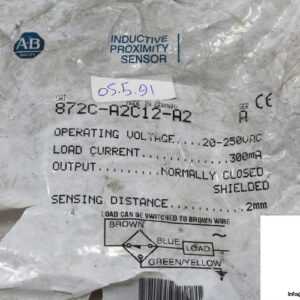 AB
INDUCTIVE
PROXIMITY
SENSOR
05.5.91
CAT
MADE IN GERMANY
SER
872C-A2C12-A2
A
CE
OPERATING VOLTAGE 20-250VAC
LOAD CURRENT 300mA
OUTPUT NORMALLY CLOSED
SHIELDED
SENSING DISTANCE 2mm
LOAD CAN BE SWITCHED TO BROWN WIRE
BROWN
BLUE
LOAD
GREEN/YELLOW